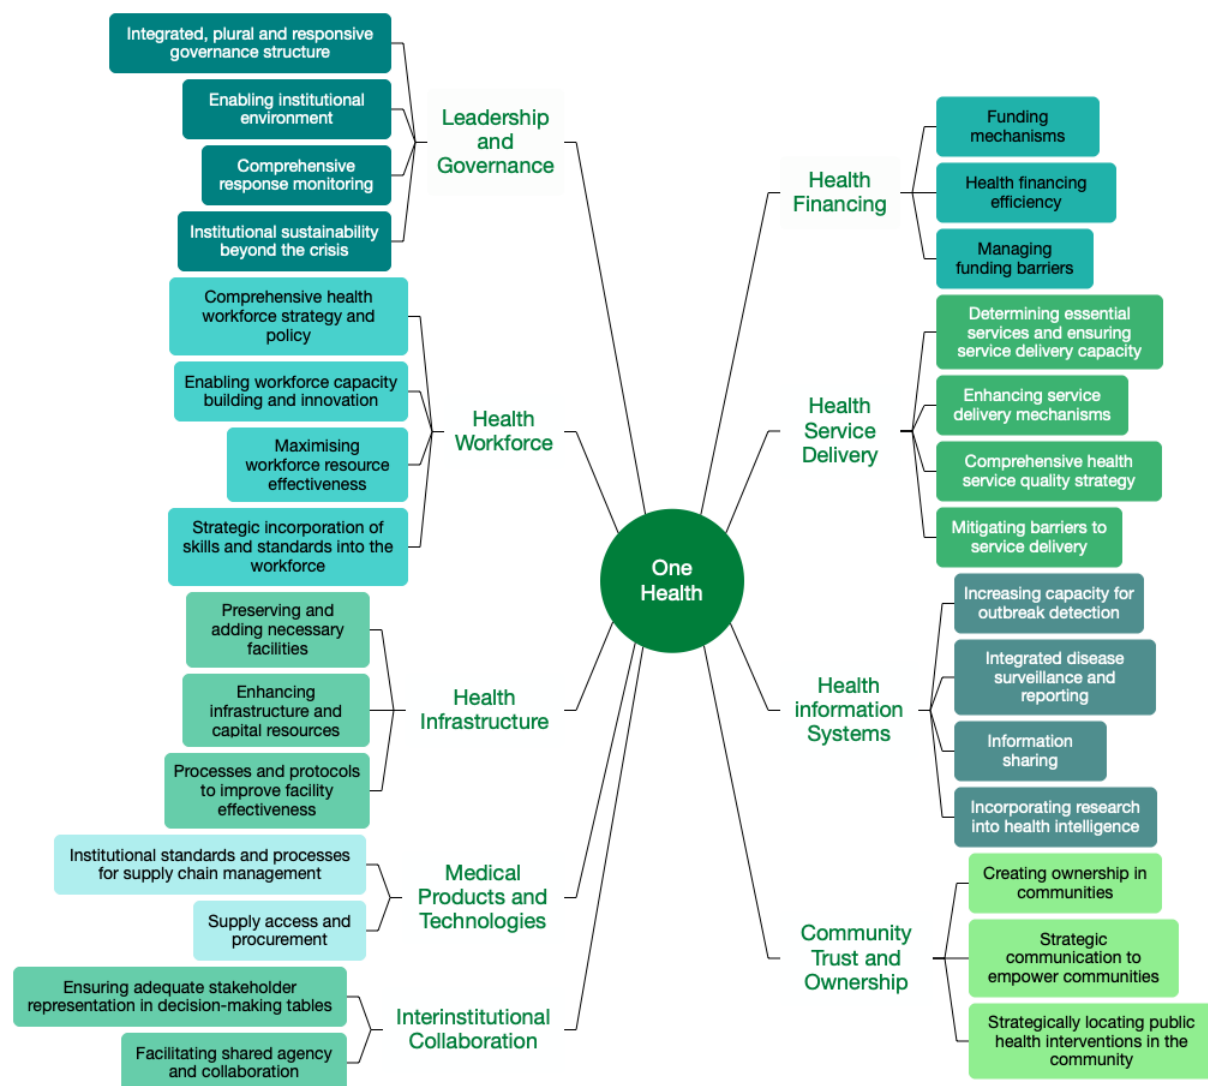 Integrated, plural and responsive
governance structure
Enabling institutional
environment
Comprehensive
response monitoring
Institutional sustainability
beyond the crisis
Leadership
and
Governance
Comprehensive health
workforce strategy and
policy
Enabling workforce capacity
building and innovation
Maximising
workforce resource
effectiveness
Strategic incorporation of
skills and standards into the
workforce
Health
Workforce
Preserving and
adding necessary
facilities
Enhancing
infrastructure and
capital resources
Processes and protocols
to improve facility
effectiveness
Health
Infrastructure
Institutional standards and processes
for supply chain management
Supply access and
procurement
Medical
Products and
Technologies
Ensuring adequate stakeholder
representation in decision-making tables
Facilitating shared agency
and collaboration
Interinstitutional
Collaboration
One
Health
Health
Financing
Funding
mechanisms
Health financing
efficiency
Managing
funding barriers
Health
Service
Delivery
Determining essential
services and ensuring
service delivery capacity
Enhancing service
delivery mechanisms
Comprehensive health
service quality strategy
Mitigating barriers to
service delivery
Health
information
Systems
Increasing capacity for
outbreak detection
Integrated disease
surveillance and
reporting
Information
sharing
Incorporating research
into health intelligence
Community
Trust and
Ownership
Creating ownership in
communities
Strategic
communication to
empower communities
Strategically locating public
health interventions in the
community